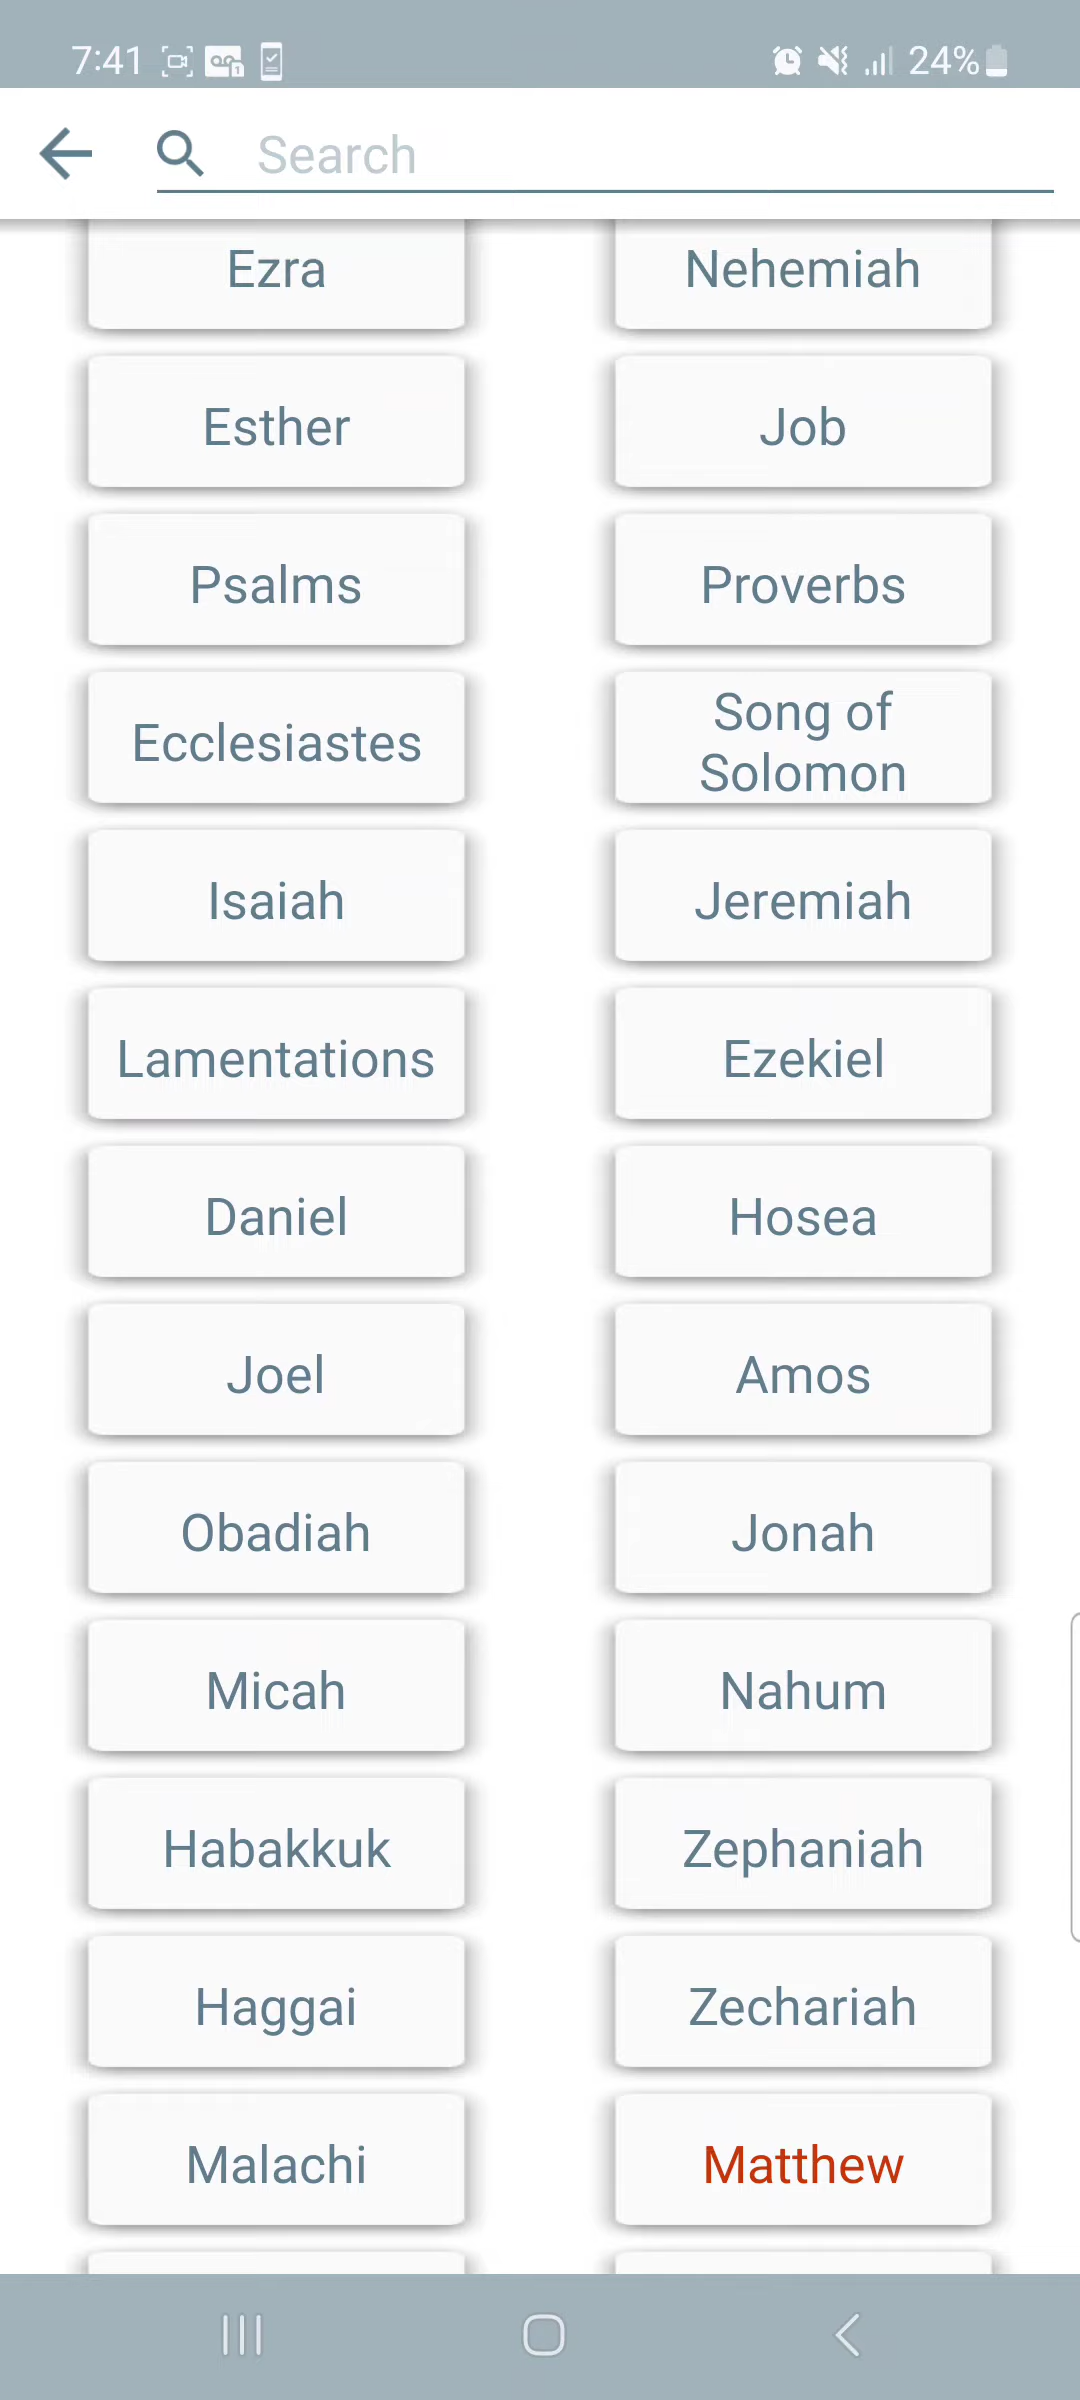 7:41
24%
Search
Ezra
Nehemiah
Esther
Job
Psalms
Proverbs
Ecclesiastes
Song of
Solomon
Isaiah
Jeremiah
Lamentations
Ezekiel
Daniel
Hosea
Joel
Amos
Obadiah
Jonah
Micah
Nahum
Habakkuk
Zephaniah
Haggai
Zechariah
Malachi
Matthew